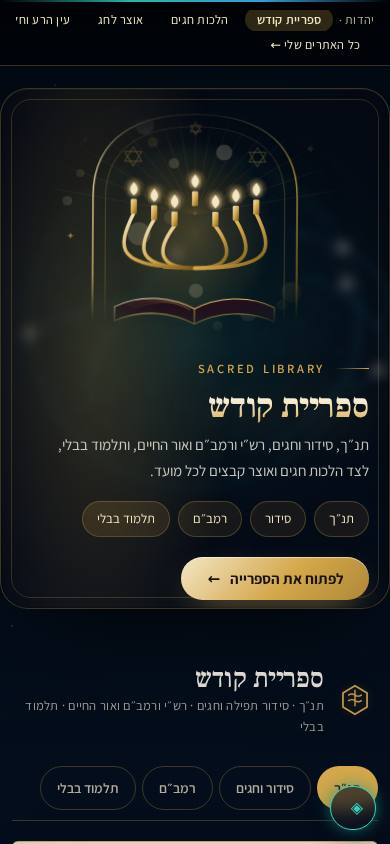 יהדות · ספריית קודש הלכות חגים אוצר לחג עין הרע וחי
כל האתרים שלי ←
SACRED LIBRARY
ספריית קודש
תנ״ך, סידור וחגים, רש״י ורמב״ם ואור החיים, ותלמוד בבלי,
לצד הלכות חגים ואוצר קבצים לכל מועד.
תנ״ך סידור רמב״ם תלמוד בבלי
לפתוח את הספרייה ←
ספריית קודש
תנ״ך · סידור תפילה וחגים · רש״י ורמב״ם ואור החיים · תלמוד
בבלי
סידור וחגים רמב״ם תלמוד בבלי